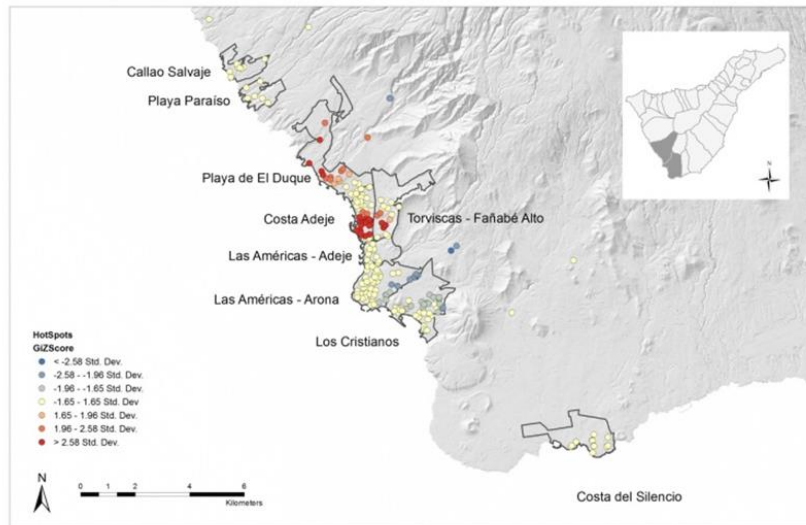 Callao Salvaje
Playa Paraíso
Playa de El Duque
Costa Adeje
Torviscas - Fañabé Alto
Las Américas - Adeje
Las Américas - Arona
Los Cristianos
Costa del Silencio
N
HotSpots
GiZScore
< -2.58 Std. Dev.
-2.58 - -1.96 Std. Dev.
-1.96 - -1.65 Std. Dev.
-1.65 - 1.65 Std. Dev
1.65 - 1.96 Std. Dev.
1.96 - 2.58 Std. Dev.
> 2.58 Std. Dev.
N
0 1 2 4 6
Kilometers